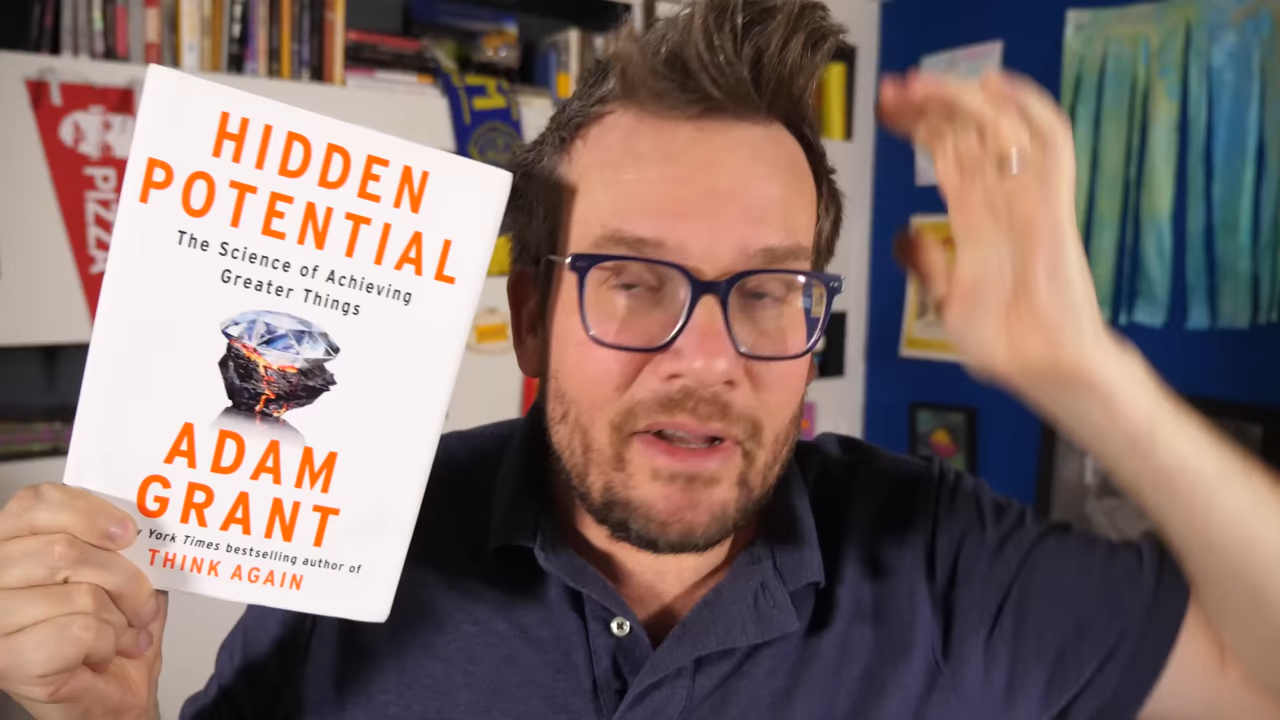 HIDDEN
POTENTIAL
The Science of Achieving
Greater Things
ADAM
GRANT
York Times bestselling author of
THINK AGAIN
PIZZA